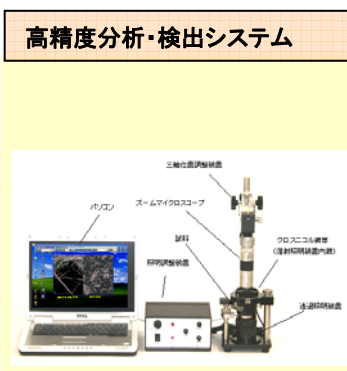 高精度分析・検出システム
三軸位置調整装置
パソコン
ズームマイクロスコープ
試料
クロスニコル装置
(落射照明装置内蔵)
照明調整装置
透過照明装置
DELL